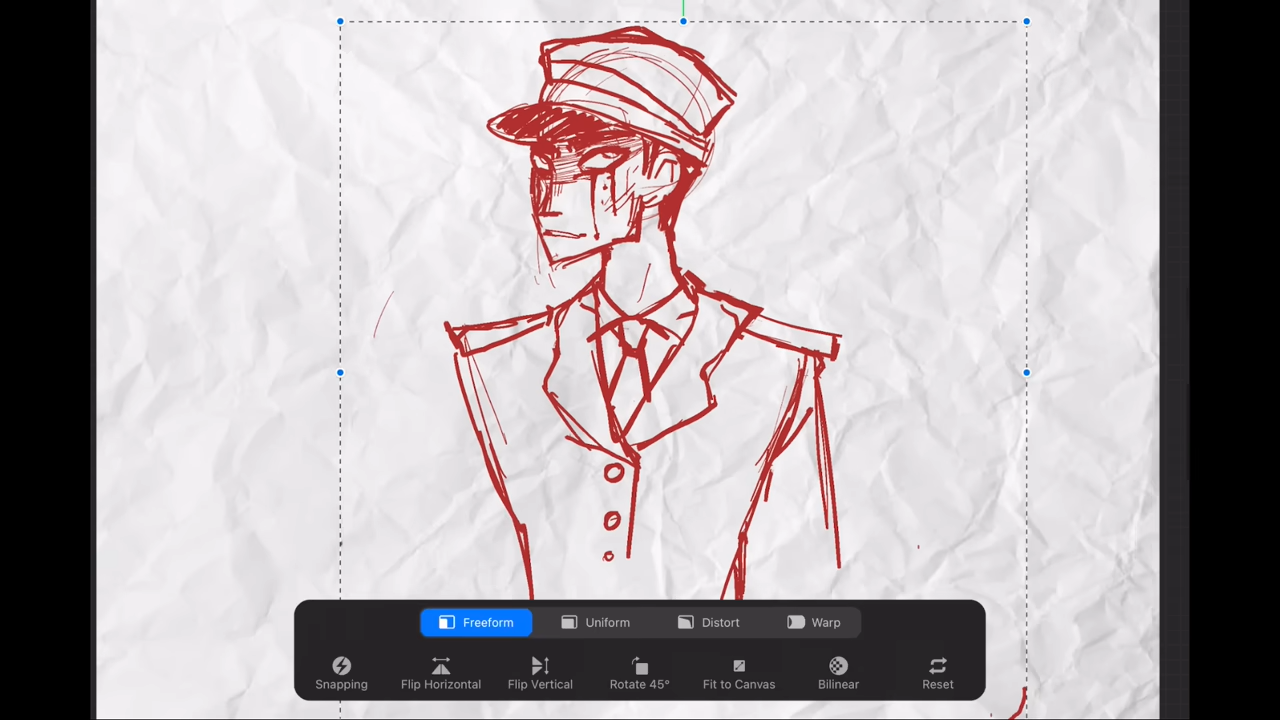 Freeform Uniform Distort Warp
Snapping Flip Horizontal Flip Vertical Rotate 45° Fit to Canvas Bilinear Reset